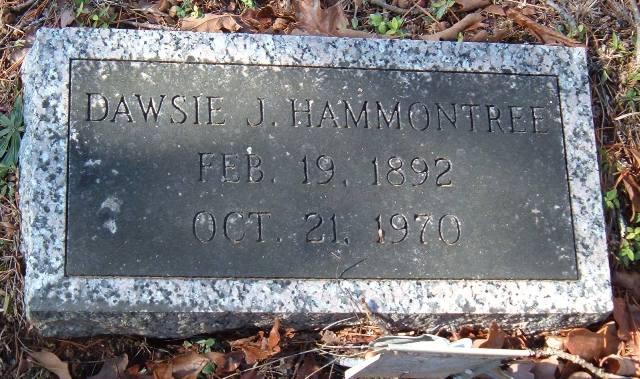 DAWSIE J. HAMMONTREE
FEB. 19, 1892
OCT. 21, 1970